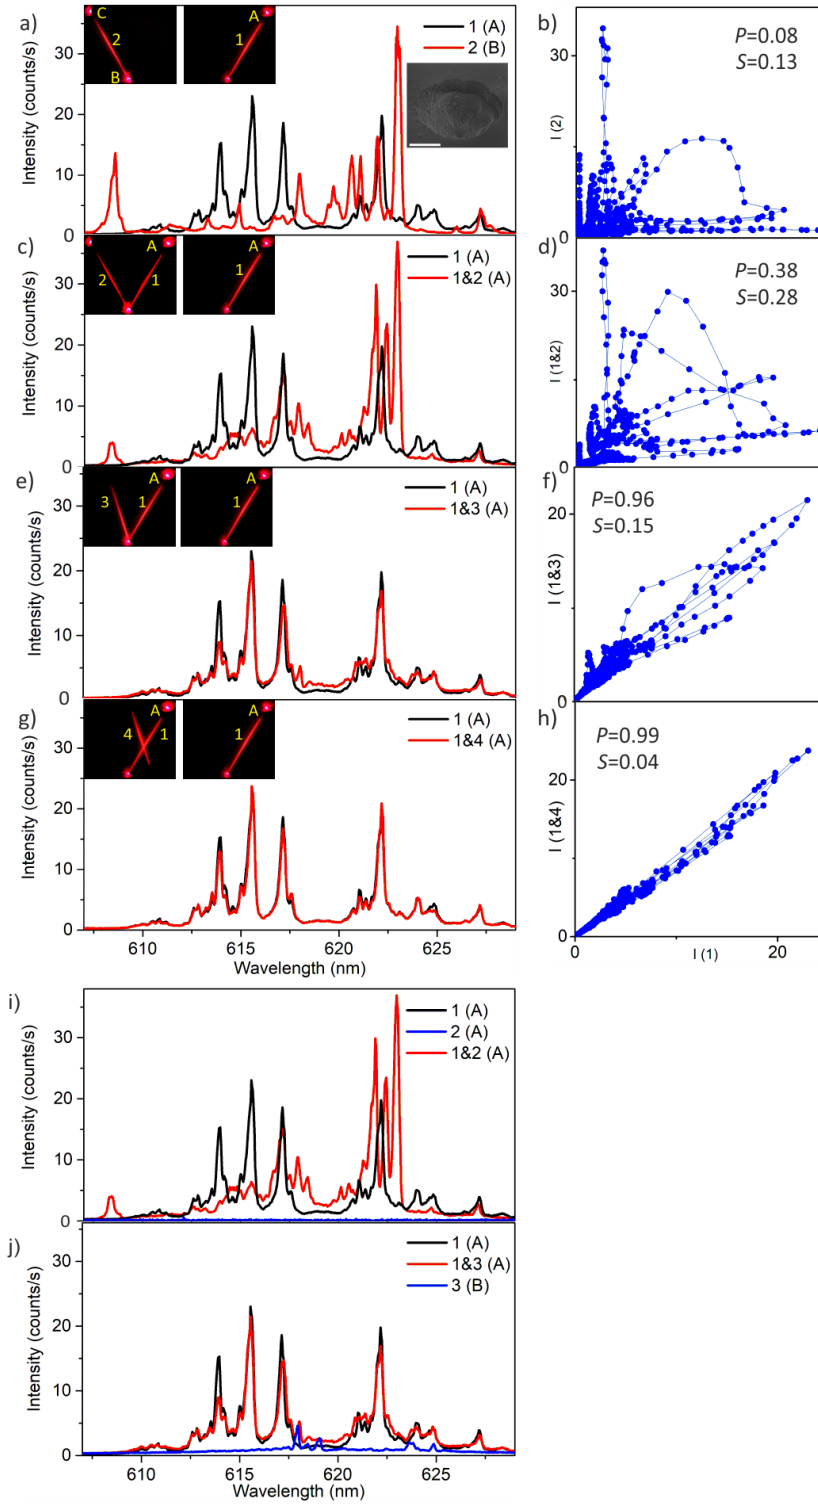 a)
C
2
B
A
1
1 (A)
2 (B)
Intensity (counts/s)
30
20
10
0
b)
P=0.08
S=0.13
I (2)
30
0
c)
2
1
A
1
A
1 (A)
1&2 (A)
Intensity (counts/s)
30
20
10
0
d)
P=0.38
S=0.28
I (1&2)
30
0
e)
3
1
A
1
A
1 (A)
1&3 (A)
Intensity (counts/s)
30
20
10
0
f)
P=0.96
S=0.15
I (1&3)
20
0
g)
4
1
A
1
A
1 (A)
1&4 (A)
Intensity (counts/s)
30
20
10
0
610 615 620 625
Wavelength (nm)
h)
P=0.99
S=0.04
I (1&4)
20
0
0 20
I (1)
i)
1 (A)
2 (A)
1&2 (A)
Intensity (counts/s)
30
20
10
0
j)
1 (A)
1&3 (A)
3 (B)
Intensity (counts/s)
30
20
10
0
610 615 620 625
Wavelength (nm)